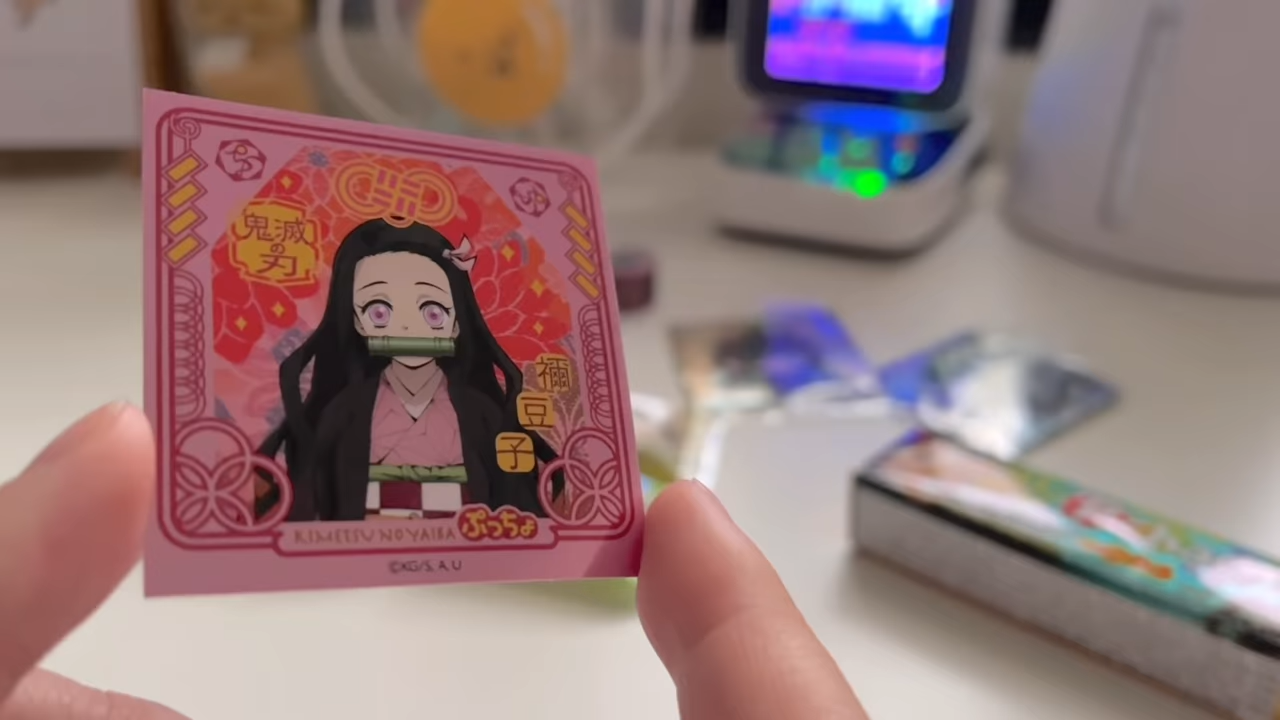 鬼滅
の
刃
禰
豆
子
KIMETSU NO YAIBA
ぷっちょ
©KG/S, A, U